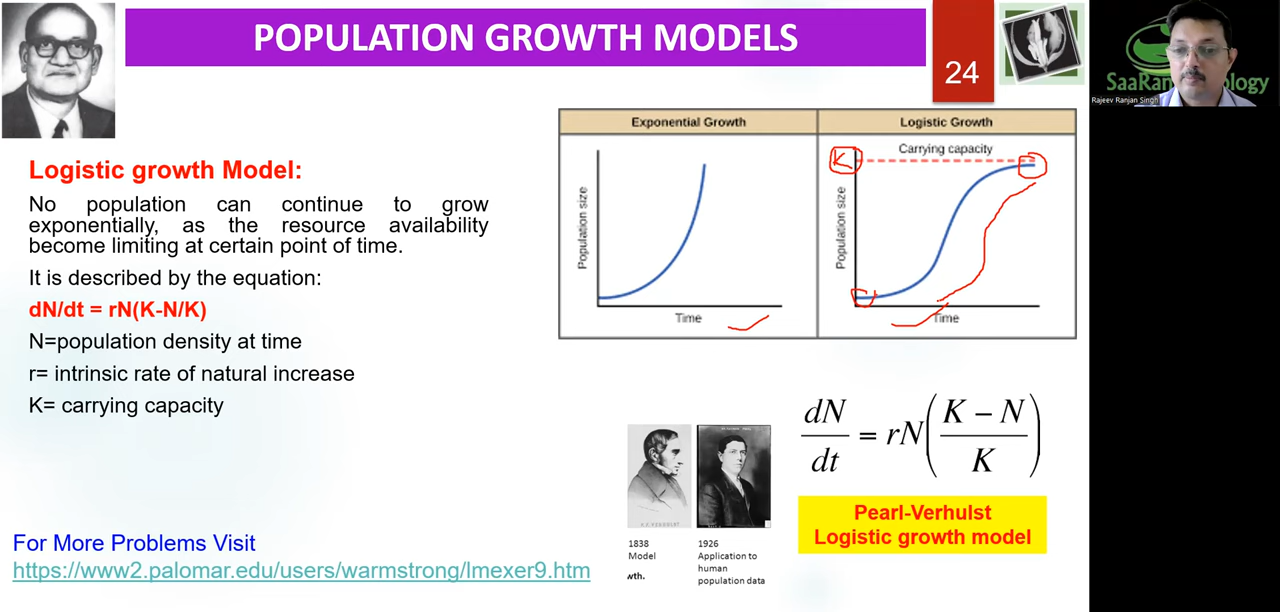 POPULATION GROWTH MODELS
24
SaaRan
ology
Rajeev Ranjan Singh
Logistic growth Model:
No population can continue to grow
exponentially, as the resource availability
become limiting at certain point of time.
It is described by the equation:
dN/dt = rN(K-N/K)
N=population density at time
r= intrinsic rate of natural increase
K= carrying capacity
Exponential Growth
Population size
Time
Logistic Growth
K
Carrying capacity
Population size
Time
dN/dt = rN((K − N)/K)
Pearl-Verhulst
Logistic growth model
1838
Model
wth.
1926
Application to
human
population data
For More Problems Visit
https://www2.palomar.edu/users/warmstrong/lmexer9.htm